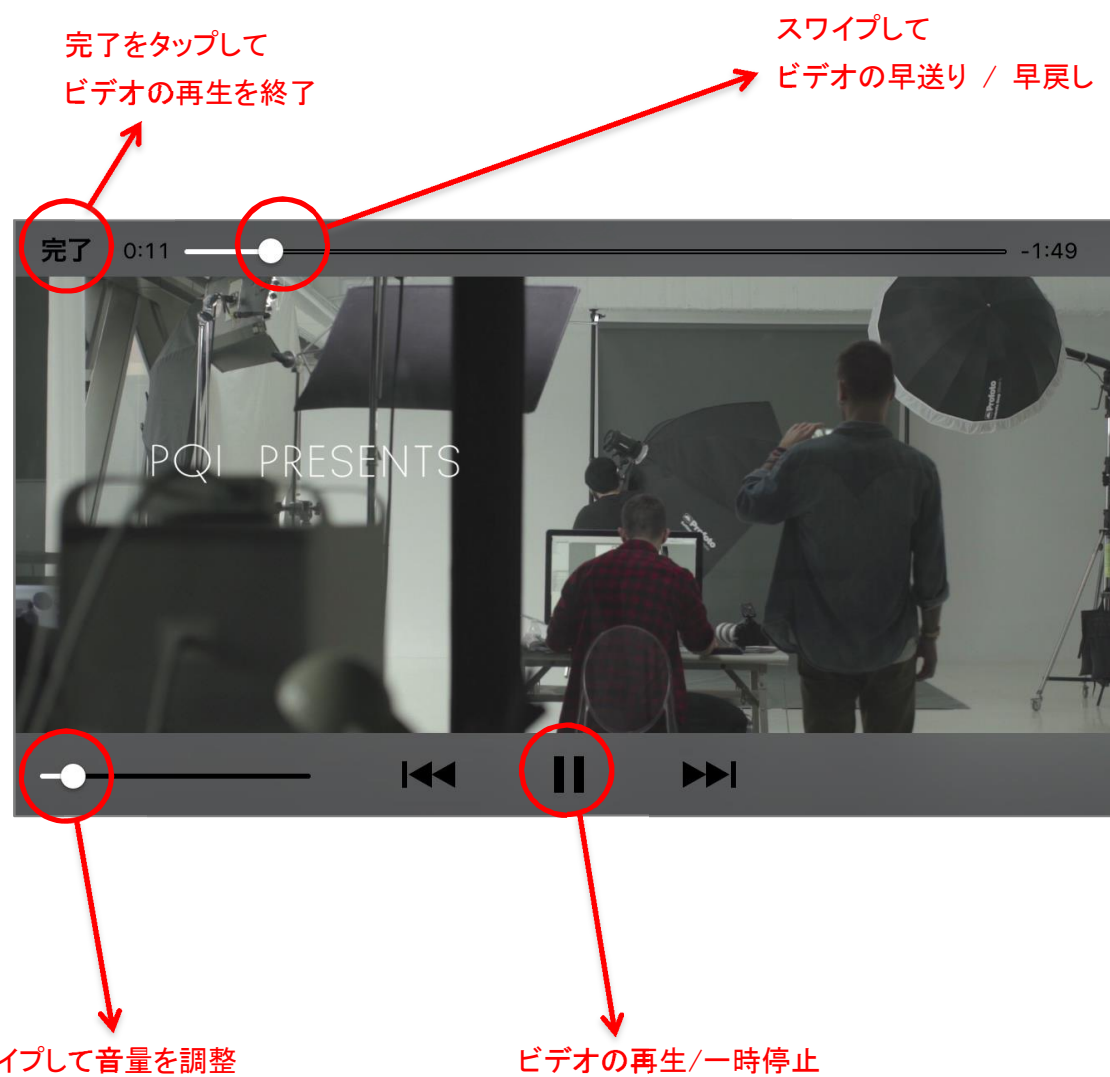 スワイプして
ビデオの早送り / 早戻し
完了をタップして
ビデオの再生を終了
完了 0:11 -1:49
PQI PRESENTS
Profoto
Profoto
イプして音量を調整
ビデオの再生/一時停止